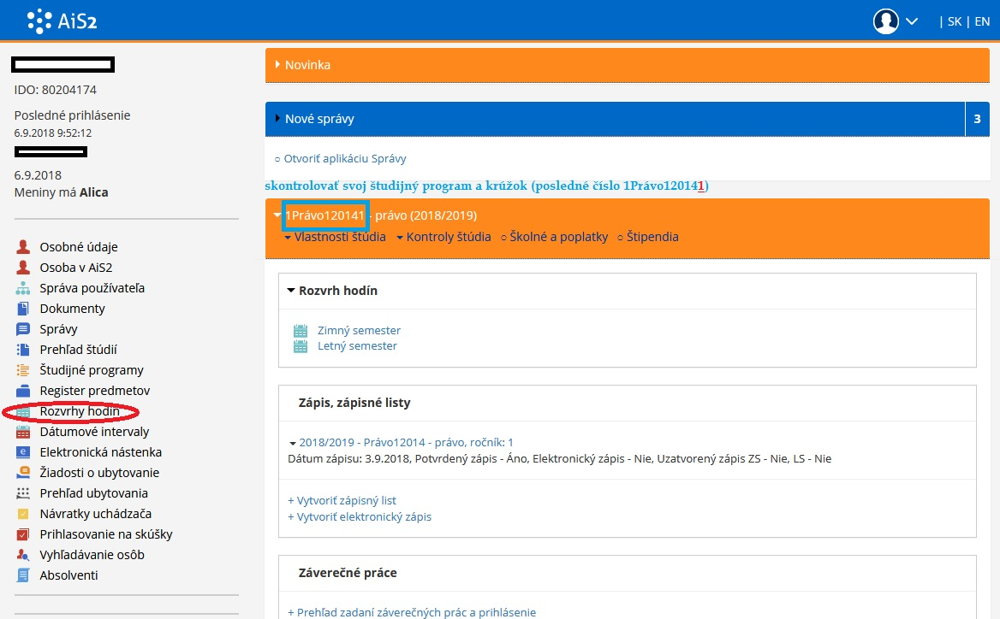 AiS2
| SK | EN
IDO: 80204174
Posledné prihlásenie
6.9.2018 9:52:12
6.9.2018
Meniny má Alica
Osobné údaje
Osoba v AiS2
Správa používateľa
Dokumenty
Správy
Prehľad štúdií
Študijné programy
Register predmetov
Rozvrhy hodín
Dátumové intervaly
Elektronická nástenka
Žiadosti o ubytovanie
Prehľad ubytovania
Návratky uchádzača
Prihlasovanie na skúšky
Vyhľadávanie osôb
Absolventi
Novinka
Nové správy 3
○ Otvoriť aplikáciu Správy
skontrolovať svoj študijný program a krúžok (posledné číslo 1Právo120141)
1Právo120141 - právo (2018/2019)
Vlastnosti štúdia Kontroly štúdia ○ Školné a poplatky ○ Štipendia
Rozvrh hodín
Zimný semester
Letný semester
Zápis, zápisné listy
2018/2019 - Právo12014 - právo, ročník: 1
Dátum zápisu: 3.9.2018, Potvrdený zápis - Áno, Elektronický zápis - Nie, Uzatvorený zápis ZS - Nie, LS - Nie
+ Vytvoriť zápisný list
+ Vytvoriť elektronický zápis
Záverečné práce
+ Prehľad zadaní záverečných prác a prihlásenie